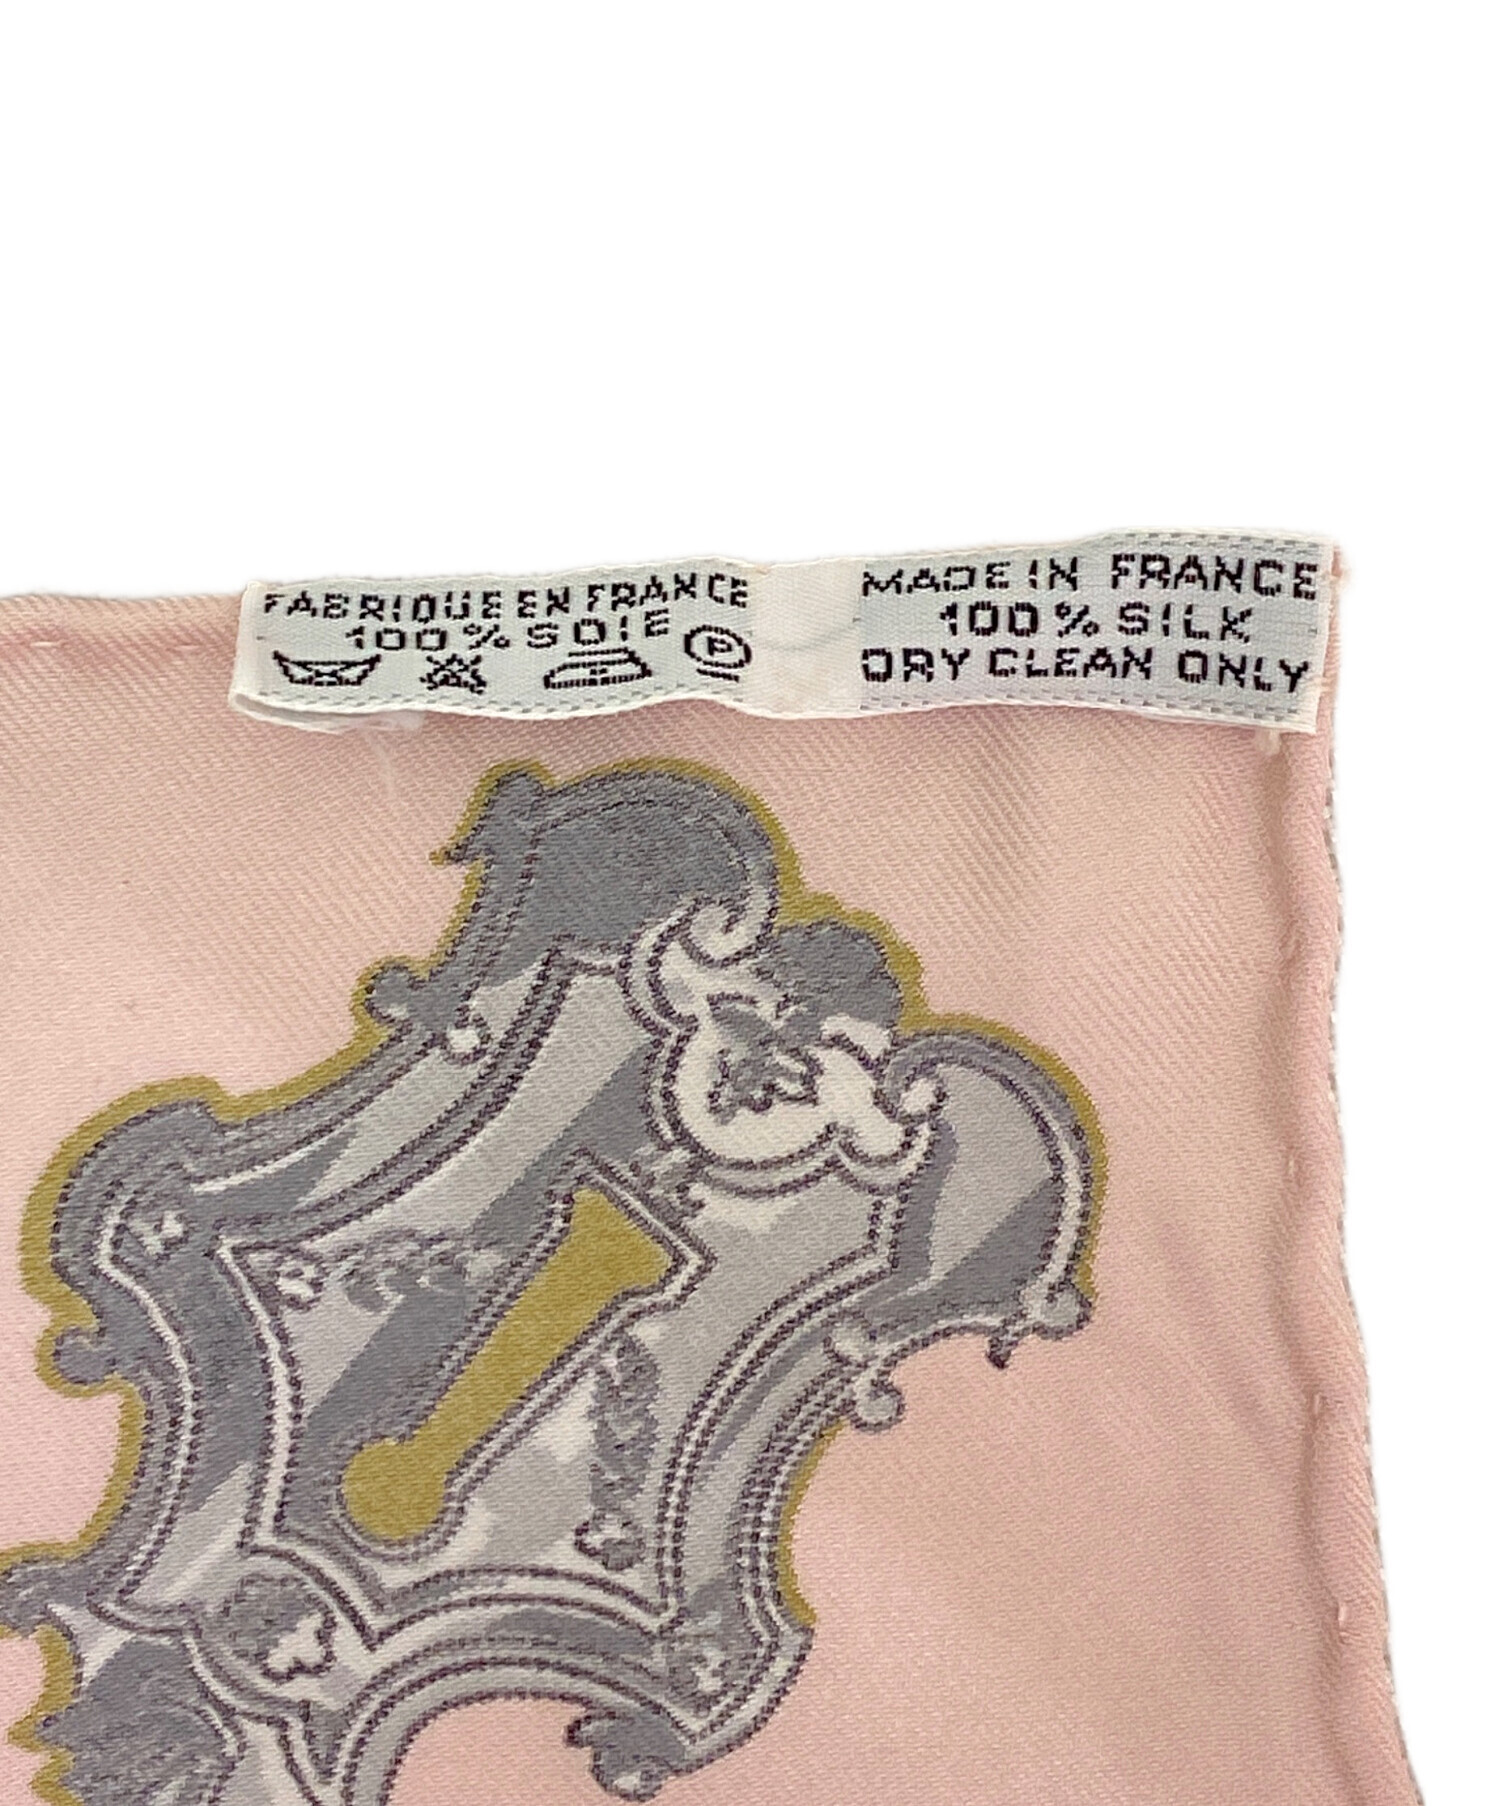 FABRIQUE EN FRANCE
100% SOIE
P
MADE IN FRANCE
100% SILK
DRY CLEAN ONLY